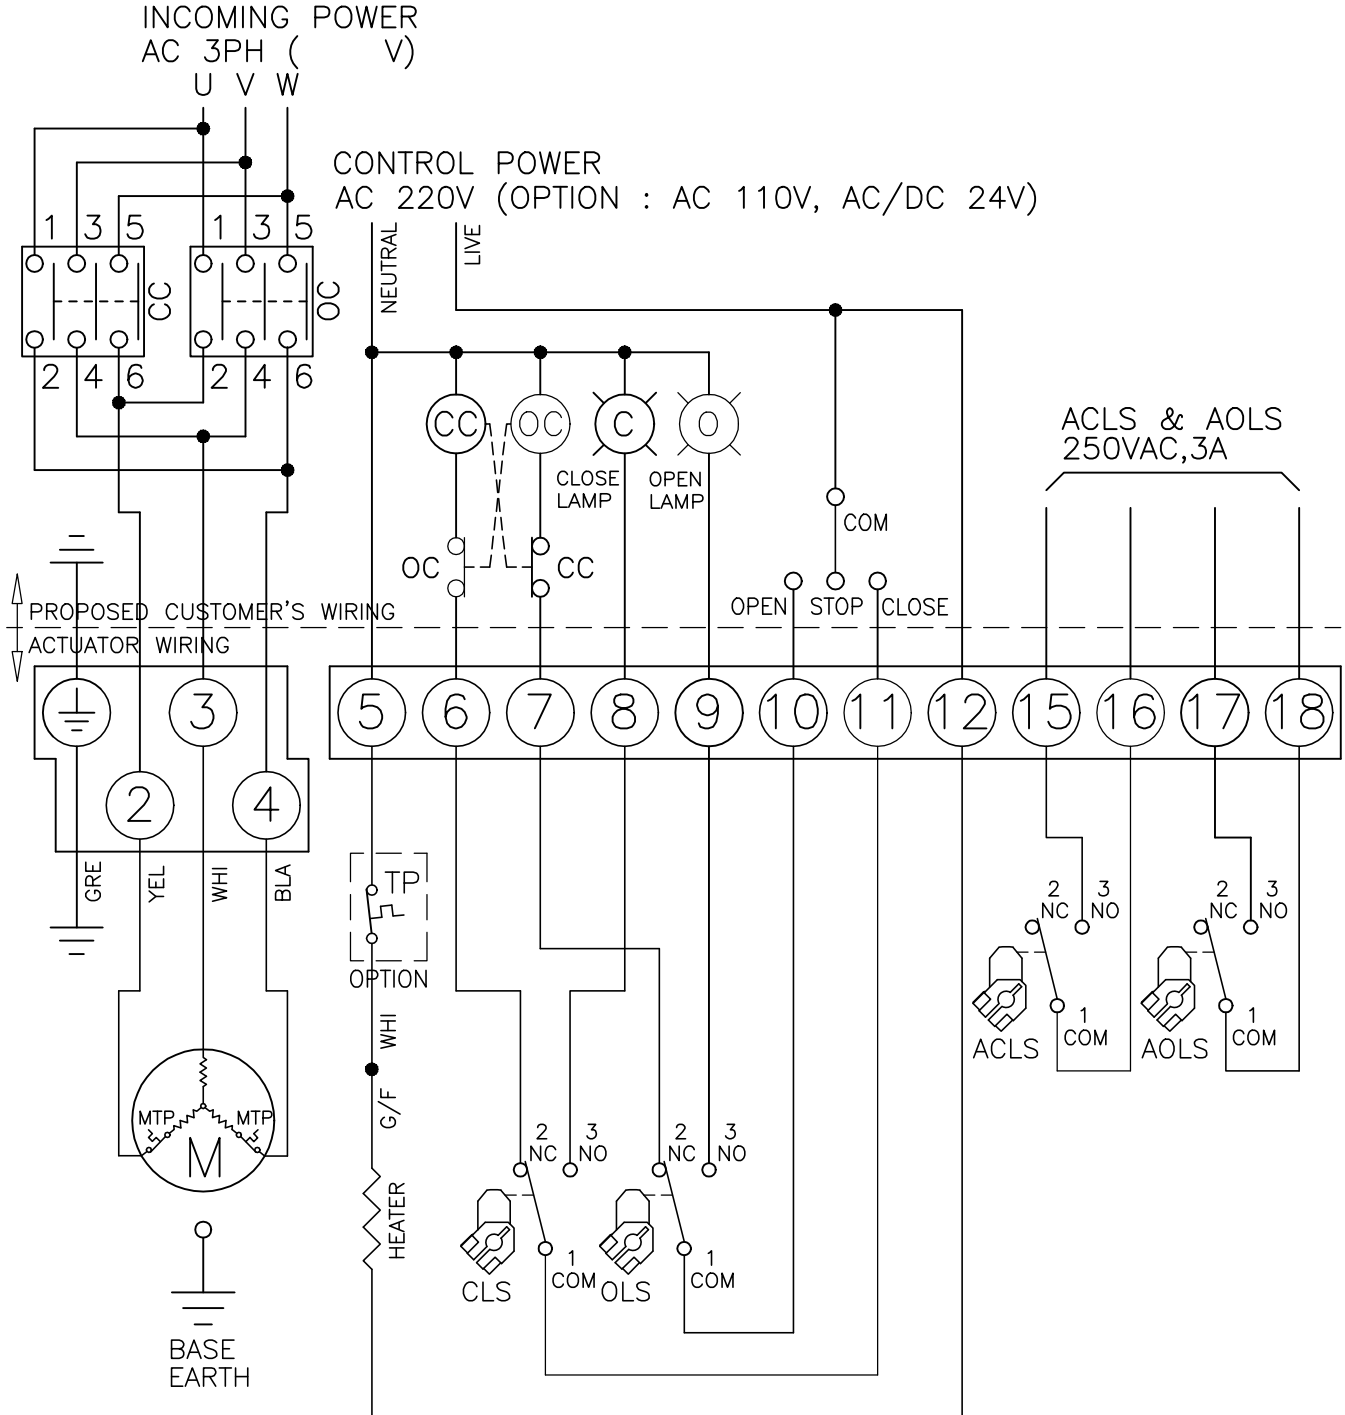 INCOMING POWER
AC 3PH ( V)
U V W
CONTROL POWER
AC 220V (OPTION : AC 110V, AC/DC 24V)
NEUTRAL
LIVE
1 3 5
1 3 5
CC
OC
2 4 6
2 4 6
CC OC C O
CLOSE
LAMP
OPEN
LAMP
ACLS & AOLS
250VAC,3A
COM
OC
CC
OPEN STOP CLOSE
PROPOSED CUSTOMER'S WIRING
ACTUATOR WIRING
3
5 6 7 8 9 10 11 12 15 16 17 18
2 4
GRE
YEL
WHI
BLA
TP
OPTION
WHI
G/F
HEATER
2
NC
3
NO
2
NC
3
NO
1
COM
1
COM
ACLS
AOLS
MTP
MTP
M
2
NC
3
NO
2
NC
3
NO
1
COM
1
COM
CLS
OLS
BASE
EARTH